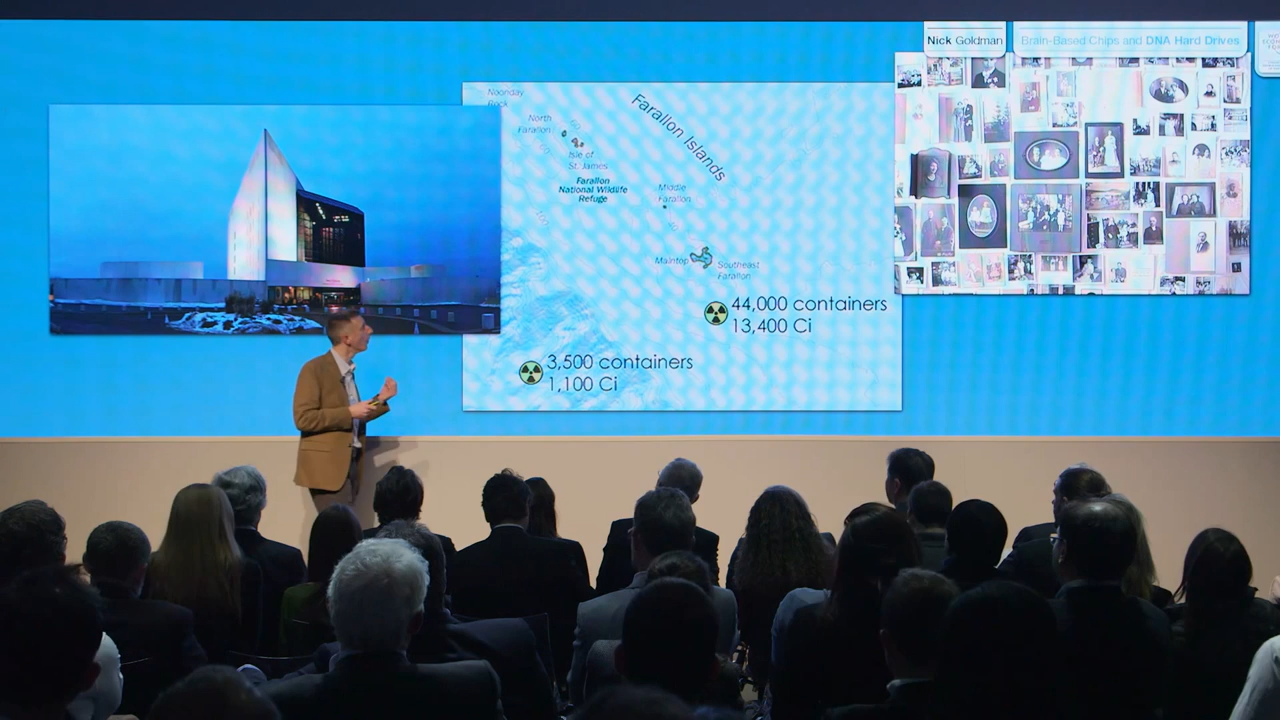 Nick Goldman
Brain-Based Chips and DNA Hard Drives
Noonday
Rock
North
Farallon
Isle of
St. James
Farallon
National Wildlife
Refuge
Farallon Islands
Middle
Farallon
Maintop
Southeast
Farallon
44,000 containers
13,400 Ci
3,500 containers
1,100 Ci